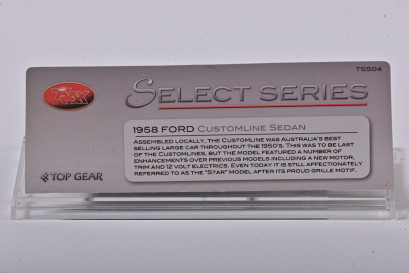 TSS04
TRAX
SELECT SERIES
1958 FORD CUSTOMLINE SEDAN
ASSEMBLED LOCALLY, THE CUSTOMLINE WAS AUSTRALIA'S BEST
SELLING LARGE CAR THROUGHOUT THE 1950'S. THIS WAS TO BE LAST
OF THE CUSTOMLINES, BUT THE MODEL FEATURED A NUMBER OF
ENHANCEMENTS OVER PREVIOUS MODELS INCLUDING A NEW MOTOR,
TRIM AND 12 VOLT ELECTRICS. EVEN TODAY IT IS STILL AFFECTIONATELY
REFERRED TO AS THE "STAR" MODEL AFTER ITS PROUD GRILLE MOTIF.
TOP GEAR